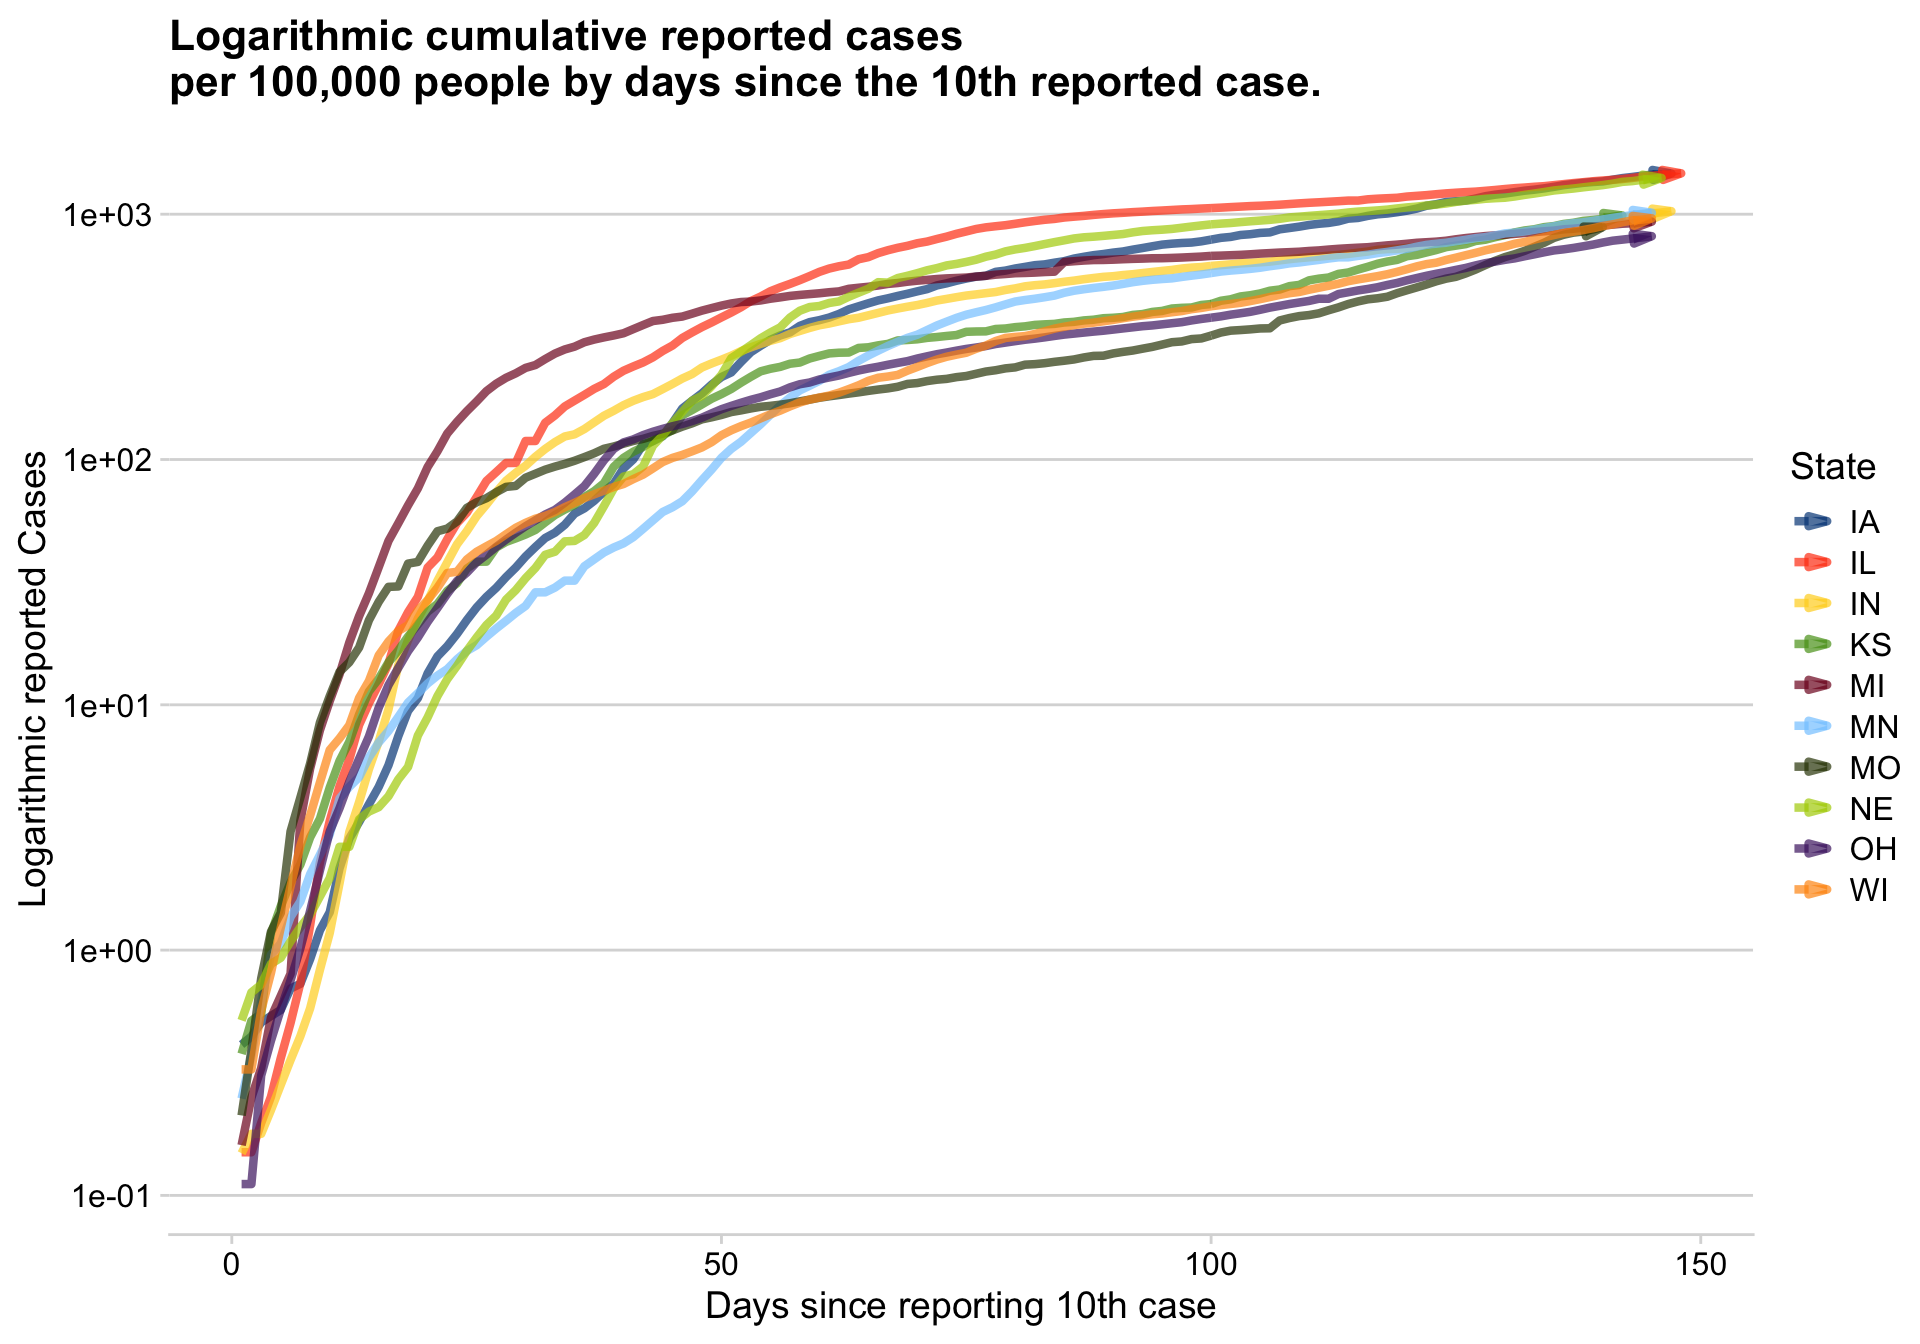 Logarithmic cumulative reported cases
per 100,000 people by days since the 10th reported case.
Logarithmic reported Cases
1e+03
1e+02
1e+01
1e+00
1e-01
0
50
100
150
Days since reporting 10th case
State
IA
IL
IN
KS
MI
MN
MO
NE
OH
WI